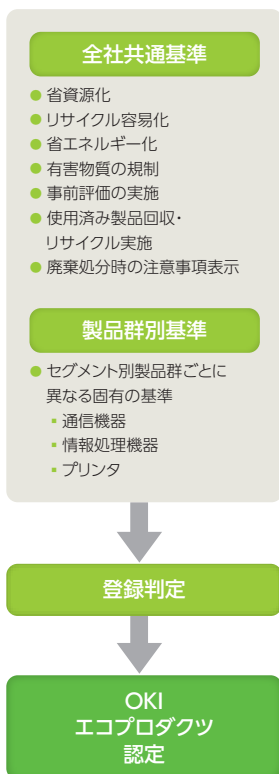 全社共通基準
● 省資源化
● リサイクル容易化
● 省エネルギー化
● 有害物質の規制
● 事前評価の実施
● 使用済み製品回収・
リサイクル実施
● 廃棄処分時の注意事項表示
製品群別基準
● セグメント別製品群ごとに
異なる固有の基準
▪ 通信機器
▪ 情報処理機器
▪ プリンタ
登録判定
OKI
エコプロダクツ
認定